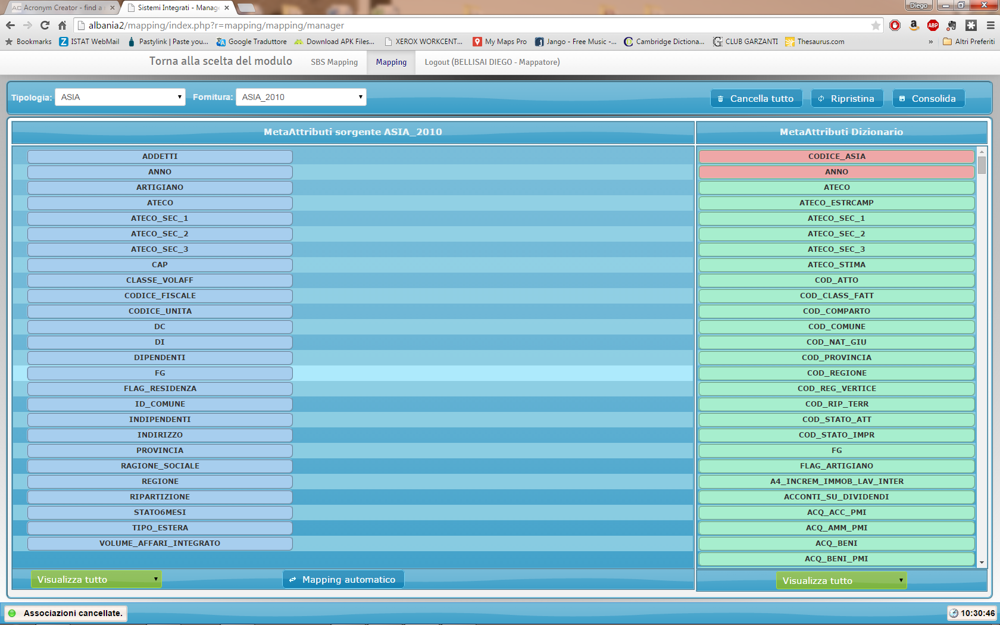 Acronym Creator - find a
Sistemi Integrati - Manage
Diego
albania2/mapping/index.php?r=mapping/mapping/manager
Bookmarks
ISTAT WebMail
Pastylink | Paste you...
Google Traduttore
Download APK Files...
XEROX WORKCENT...
My Maps Pro
Jango - Free Music -...
Cambridge Dictiona...
CLUB GARZANTI
Thesaurus.com
»
Altri Preferiti
Torna alla scelta del modulo
SBS Mapping
Mapping
Logout (BELLISAI DIEGO - Mappatore)
Tipologia:
ASIA
Fornitura:
ASIA_2010
Cancella tutto
Ripristina
Consolida
MetaAttributi sorgente ASIA_2010
ADDETTI
ANNO
ARTIGIANO
ATECO
ATECO_SEC_1
ATECO_SEC_2
ATECO_SEC_3
CAP
CLASSE_VOLAFF
CODICE_FISCALE
CODICE_UNITA
DC
DI
DIPENDENTI
FG
FLAG_RESIDENZA
ID_COMUNE
INDIPENDENTI
INDIRIZZO
PROVINCIA
RAGIONE_SOCIALE
REGIONE
RIPARTIZIONE
STATO6MESI
TIPO_ESTERA
VOLUME_AFFARI_INTEGRATO
Visualizza tutto
Mapping automatico
MetaAttributi Dizionario
CODICE_ASIA
ANNO
ATECO
ATECO_ESTRCAMP
ATECO_SEC_1
ATECO_SEC_2
ATECO_SEC_3
ATECO_STIMA
COD_ATTO
COD_CLASS_FATT
COD_COMPARTO
COD_COMUNE
COD_NAT_GIU
COD_PROVINCIA
COD_REGIONE
COD_REG_VERTICE
COD_RIP_TERR
COD_STATO_ATT
COD_STATO_IMPR
FG
FLAG_ARTIGIANO
A4_INCREM_IMMOB_LAV_INTER
ACCONTI_SU_DIVIDENDI
ACQ_ACC_PMI
ACQ_AMM_PMI
ACQ_BENI
ACQ_BENI_PMI
Visualizza tutto
Associazioni cancellate.
10:30:46